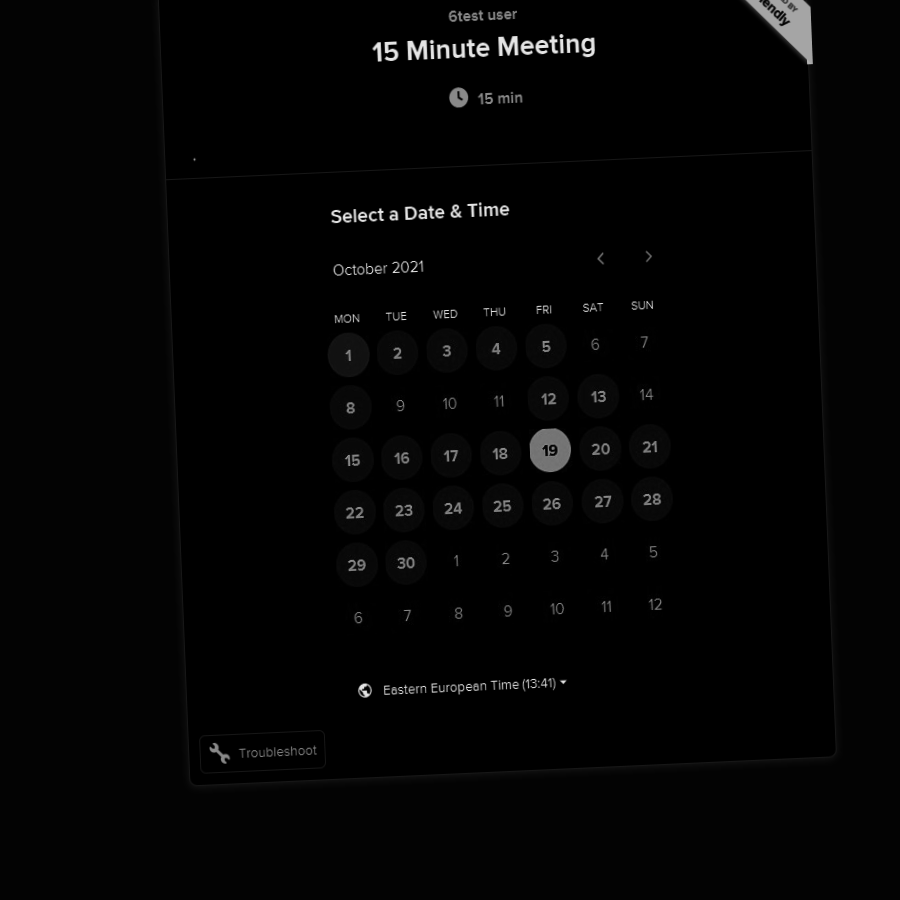 6test user
15 Minute Meeting
15 min
Select a Date & Time
October 2021
MON TUE WED THU FRI SAT SUN
1 2 3 4 5 6 7
8 9 10 11 12 13 14
15 16 17 18 19 20 21
22 23 24 25 26 27 28
29 30 1 2 3 4 5
6 7 8 9 10 11 12
Eastern European Time (13:41)
Troubleshoot